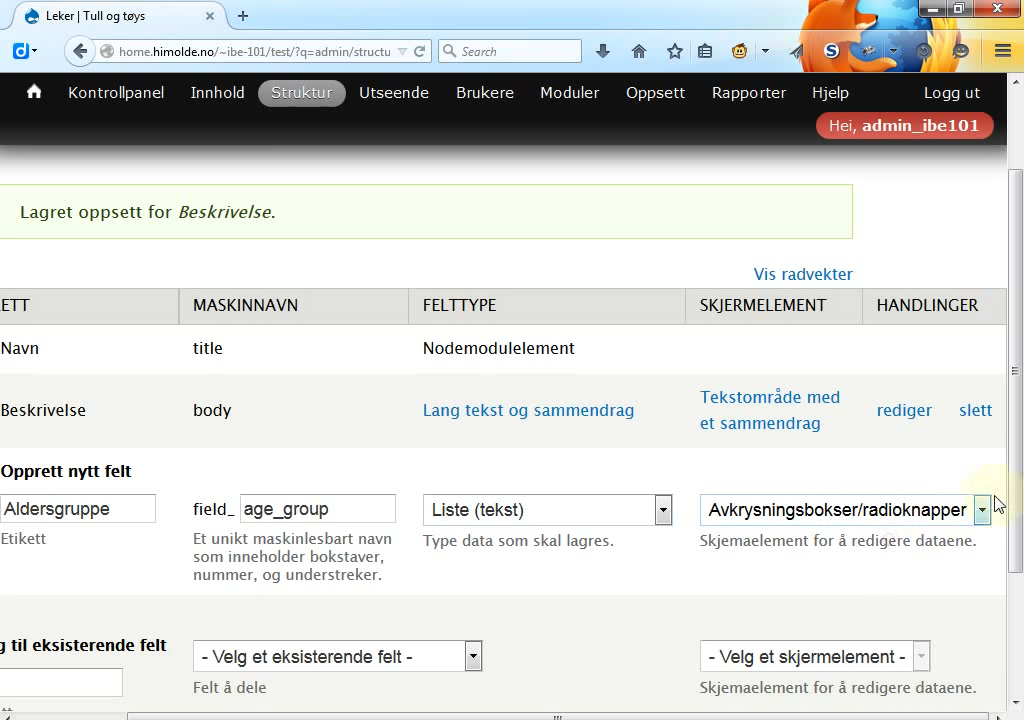 Leker | Tull og tøys
home.himolde.no/~ibe-101/test/?q=admin/structu
Search
Kontrollpanel Innhold Struktur Utseende Brukere Moduler Oppsett Rapporter Hjelp Logg ut
Hei, admin_ibe101
Lagret oppsett for Beskrivelse.
Vis radvekter
ETT MASKINNAVN FELTTYPE SKJERMELEMENT HANDLINGER
Navn title Nodemodulelement
Beskrivelse body Lang tekst og sammendrag Tekstområde med et sammendrag rediger slett
Opprett nytt felt
Aldersgruppe field_ age_group Liste (tekst) Avkrysningsbokser/radioknapper
Etikett Et unikt maskinlesbart navn Type data som skal lagres. Skjemaelement for å redigere dataene.
som inneholder bokstaver,
nummer, og understreker.
g til eksisterende felt - Velg et eksisterende felt - - Velg et skjermelement -
Felt å dele Skjemaelement for å redigere dataene.